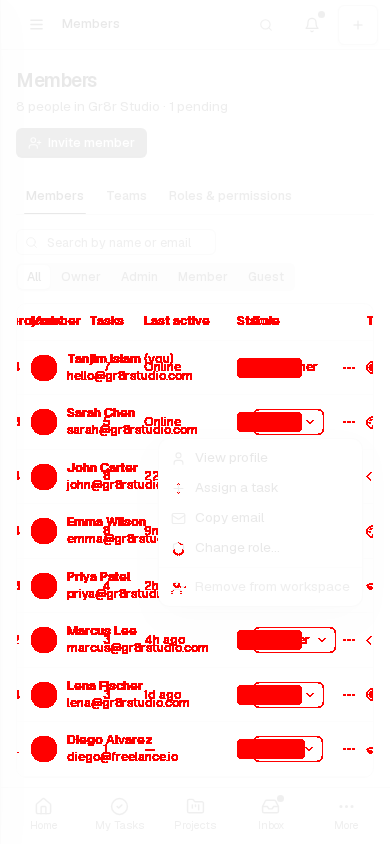 Members
Members
8 people in Gr8r Studio · 1 pending
Invite member
Members Teams Roles & permissions
Search by name or email
All Owner Admin Member Guest
Tasks Last active
Tanjim Islam (you)
Online
hello@gr8rstudio.com
Sarah Chen
Online
sarah@gr8rstudio.com
View profile
John Carter
Assign a task
Copy email
Emma Wilson
Change role...
Priya Patel
2h
Remove from workspace
Marcus Lee
4h ago
marcus@gr8rstudio.com
Lena Fischer
1d ago
lena@gr8rstudio.com
Diego Alvarez
diego@freelance.io
Home My Tasks Projects Inbox More